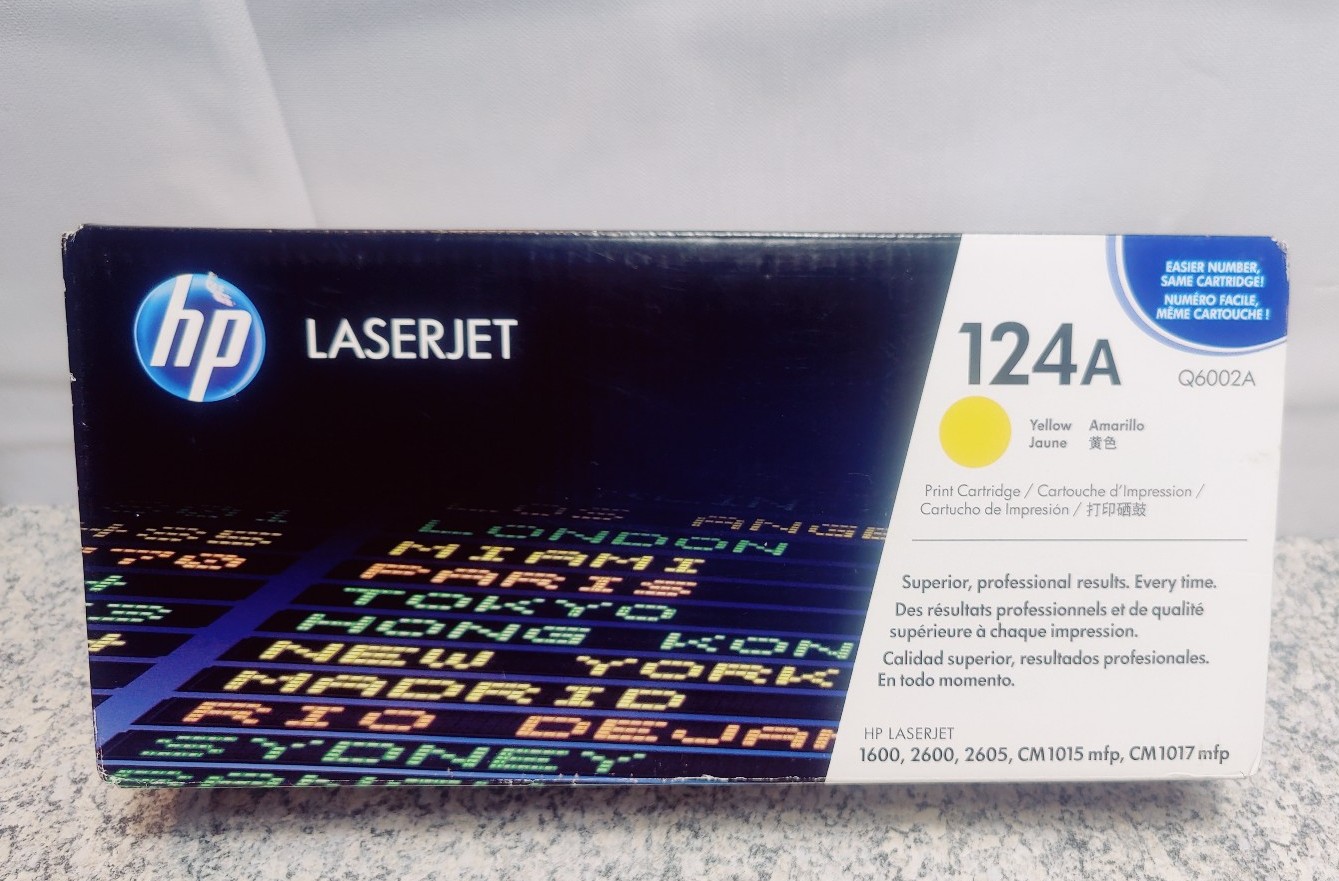 hp
LASERJET
EASIER NUMBER,
SAME CARTRIDGE!
NUMÉRO FACILE,
MÊME CARTOUCHE !
124A
Q6002A
Yellow Amarillo
Jaune 黄色
Print Cartridge / Cartouche d'Impression /
Cartucho de Impresión / 打印硒鼓
Superior, professional results. Every time.
Des résultats professionnels et de qualité
supérieure à chaque impression.
Calidad superior, resultados profesionales.
En todo momento.
HP LASERJET
1600, 2600, 2605, CM1015 mfp, CM1017 mfp
ANGE
LONDON
MIAMI
PARIS
TOKYO
HONG KON
NEW YORK
MADRID
RIO DEJAN
SYDNEY